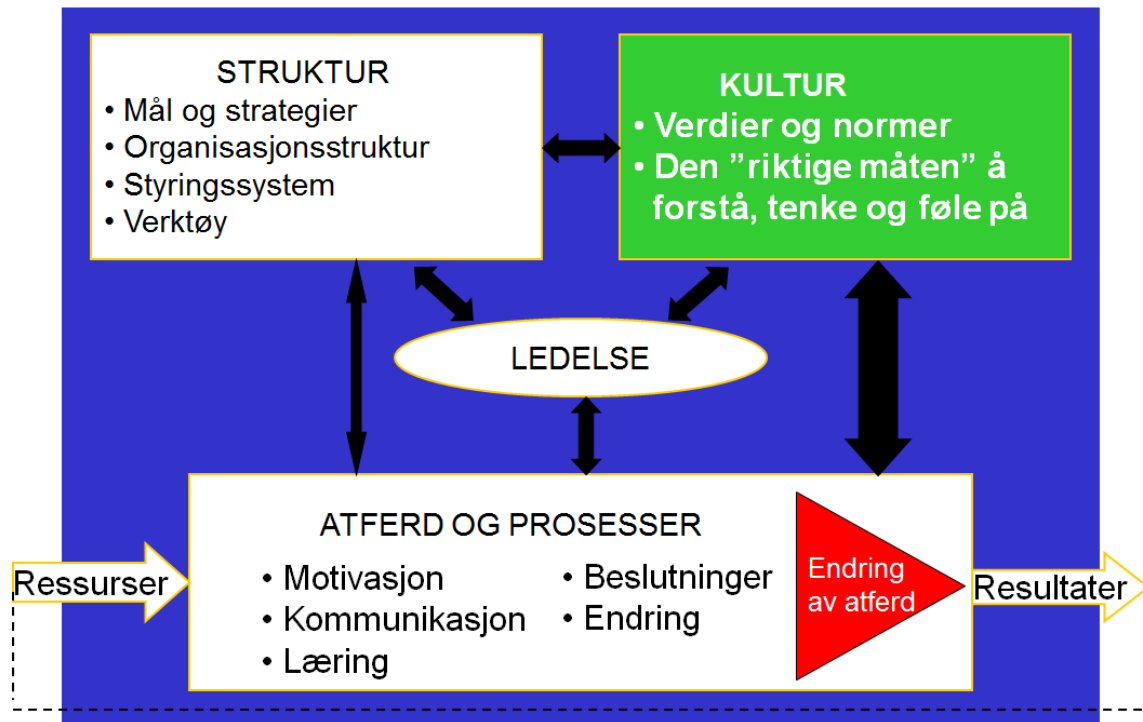 STRUKTUR
• Mål og strategier
• Organisasjonsstruktur
• Styringssystem
• Verktøy
KULTUR
• Verdier og normer
• Den ”riktige måten” å
forstå, tenke og føle på
LEDELSE
ATFERD OG PROSESSER
• Motivasjon
• Kommunikasjon
• Læring
• Beslutninger
• Endring
Endring
av atferd
Ressurser
Resultater